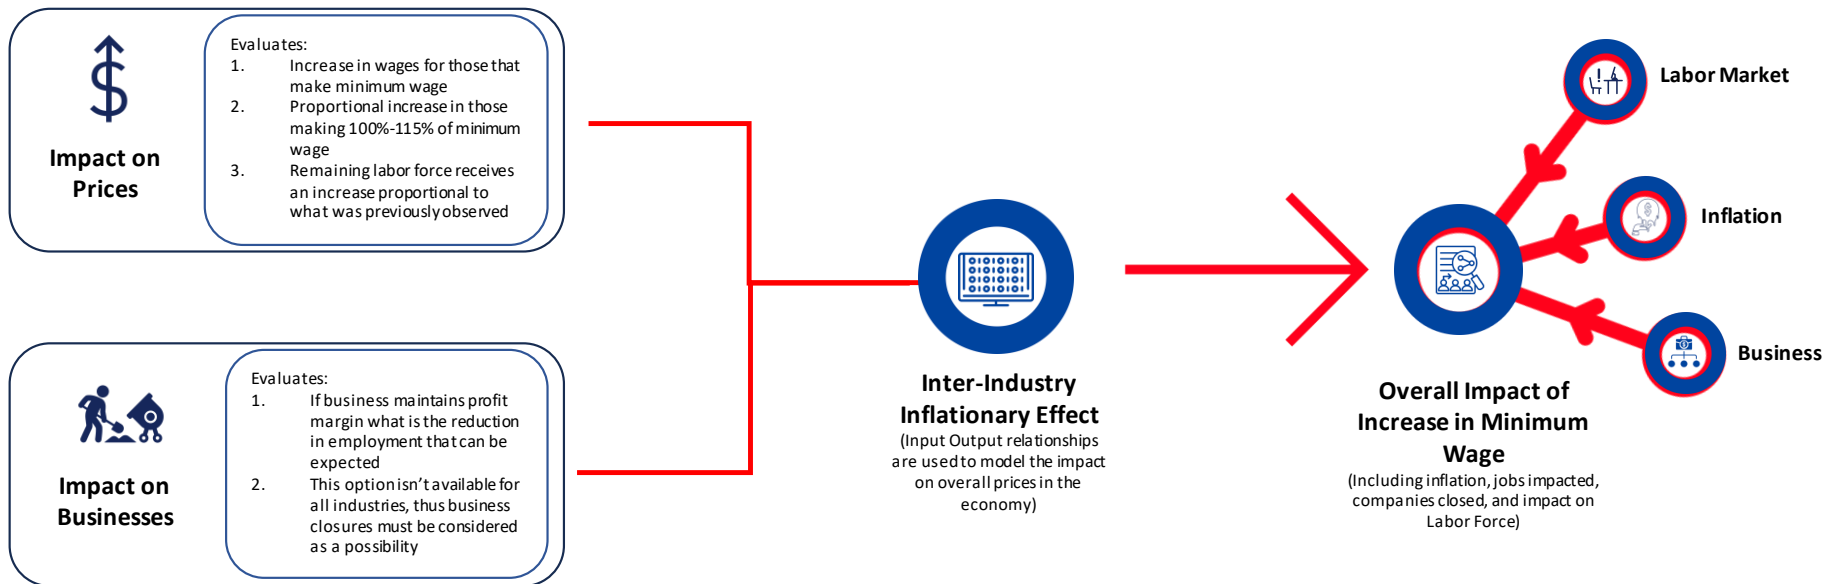 Impact on
Prices
Evaluates:
1. Increase in wages for those that
make minimum wage
2. Proportional increase in those
making 100%-115% of minimum
wage
3. Remaining labor force receives
an increase proportional to
what was previously observed
Impact on
Businesses
Evaluates:
1. If business maintains profit
margin what is the reduction
in employment that can be
expected
2. This option isn’t available for
all industries, thus business
closures must be considered
as a possibility
Inter-Industry
Inflationary Effect
(Input Output relationships
are used to model the impact
on overall prices in the
economy)
Overall Impact of
Increase in Minimum
Wage
(Including inflation, jobs impacted,
companies closed, and impact on
Labor Force)
Labor Market
Inflation
Business